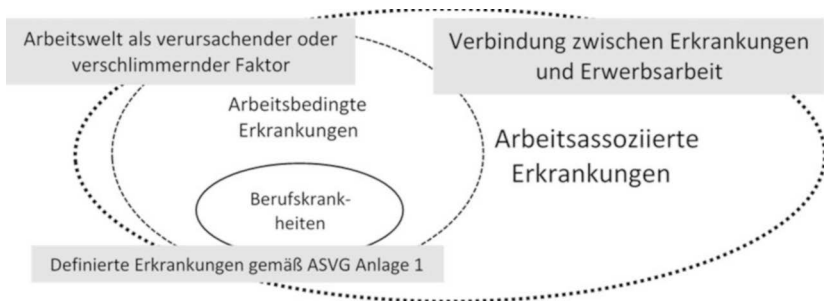 Arbeitswelt als verursachender oder
verschlimmernder Faktor
Verbindung zwischen Erkrankungen
und Erwerbsarbeit
Arbeitsbedingte
Erkrankungen
Arbeitsassoziierte
Erkrankungen
Berufskrank-
heiten
Definierte Erkrankungen gemäß ASVG Anlage 1